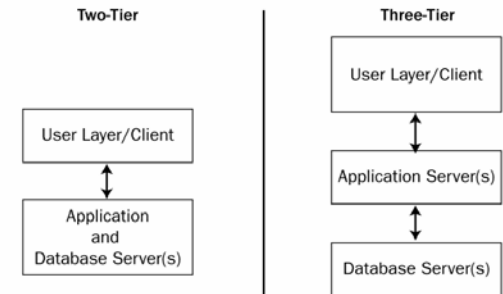 Two-Tier
User Layer/Client
Application
and
Database Server(s)
Three-Tier
User Layer/Client
Application Server(s)
Database Server(s)